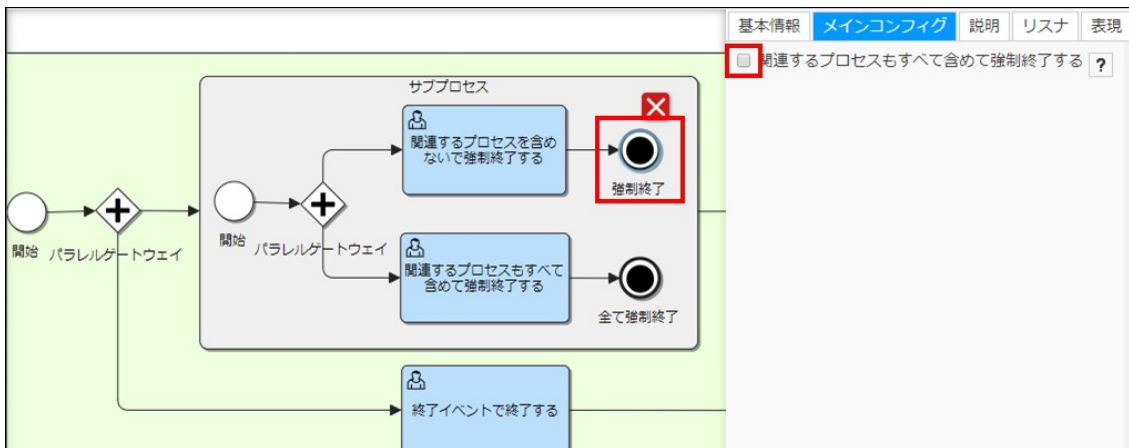 基本情報
メインコンフィグ
説明
リスナ
表現
関連するプロセスもすべて含めて強制終了する
?
サブプロセス
関連するプロセスを含め
ないで強制終了する
強制終了
開始
パラレルゲートウェイ
開始
パラレルゲートウェイ
関連するプロセスもすべて
含めて強制終了する
全て強制終了
終了イベントで終了する